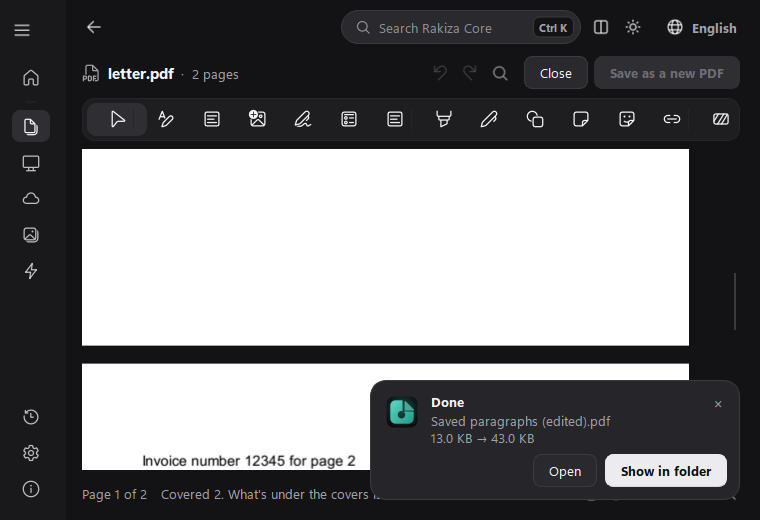 Search Rakiza Core
Ctrl K
English
PDF
letter.pdf · 2 pages
Close
Save as a new PDF
Invoice number 12345 for page 2
Done
Saved paragraphs (edited).pdf
13.0 KB → 43.0 KB
Open
Show in folder
Page 1 of 2
Covered 2. What's under the covers